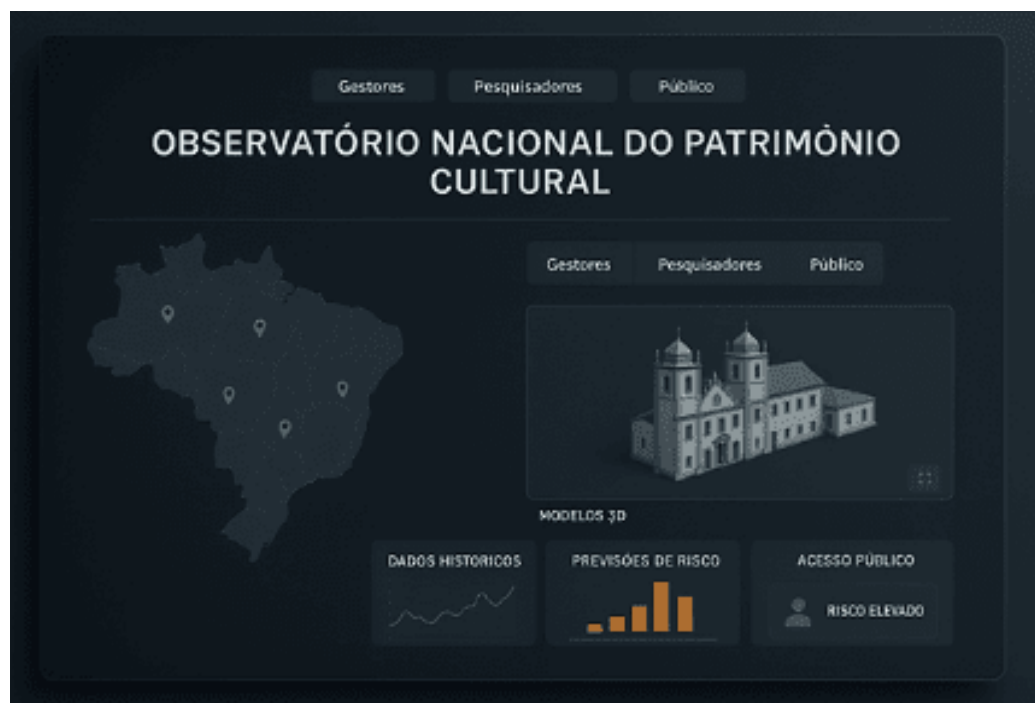 Gestores Pesquisadores Público
OBSERVATÓRIO NACIONAL DO PATRIMÔNIO
CULTURAL
Gestores Pesquisadores Público
MODELOS 3D
DADOS HISTORICOS
PREVISÕES DE RISCO
ACESSO PÚBLICO
RISCO ELEVADO